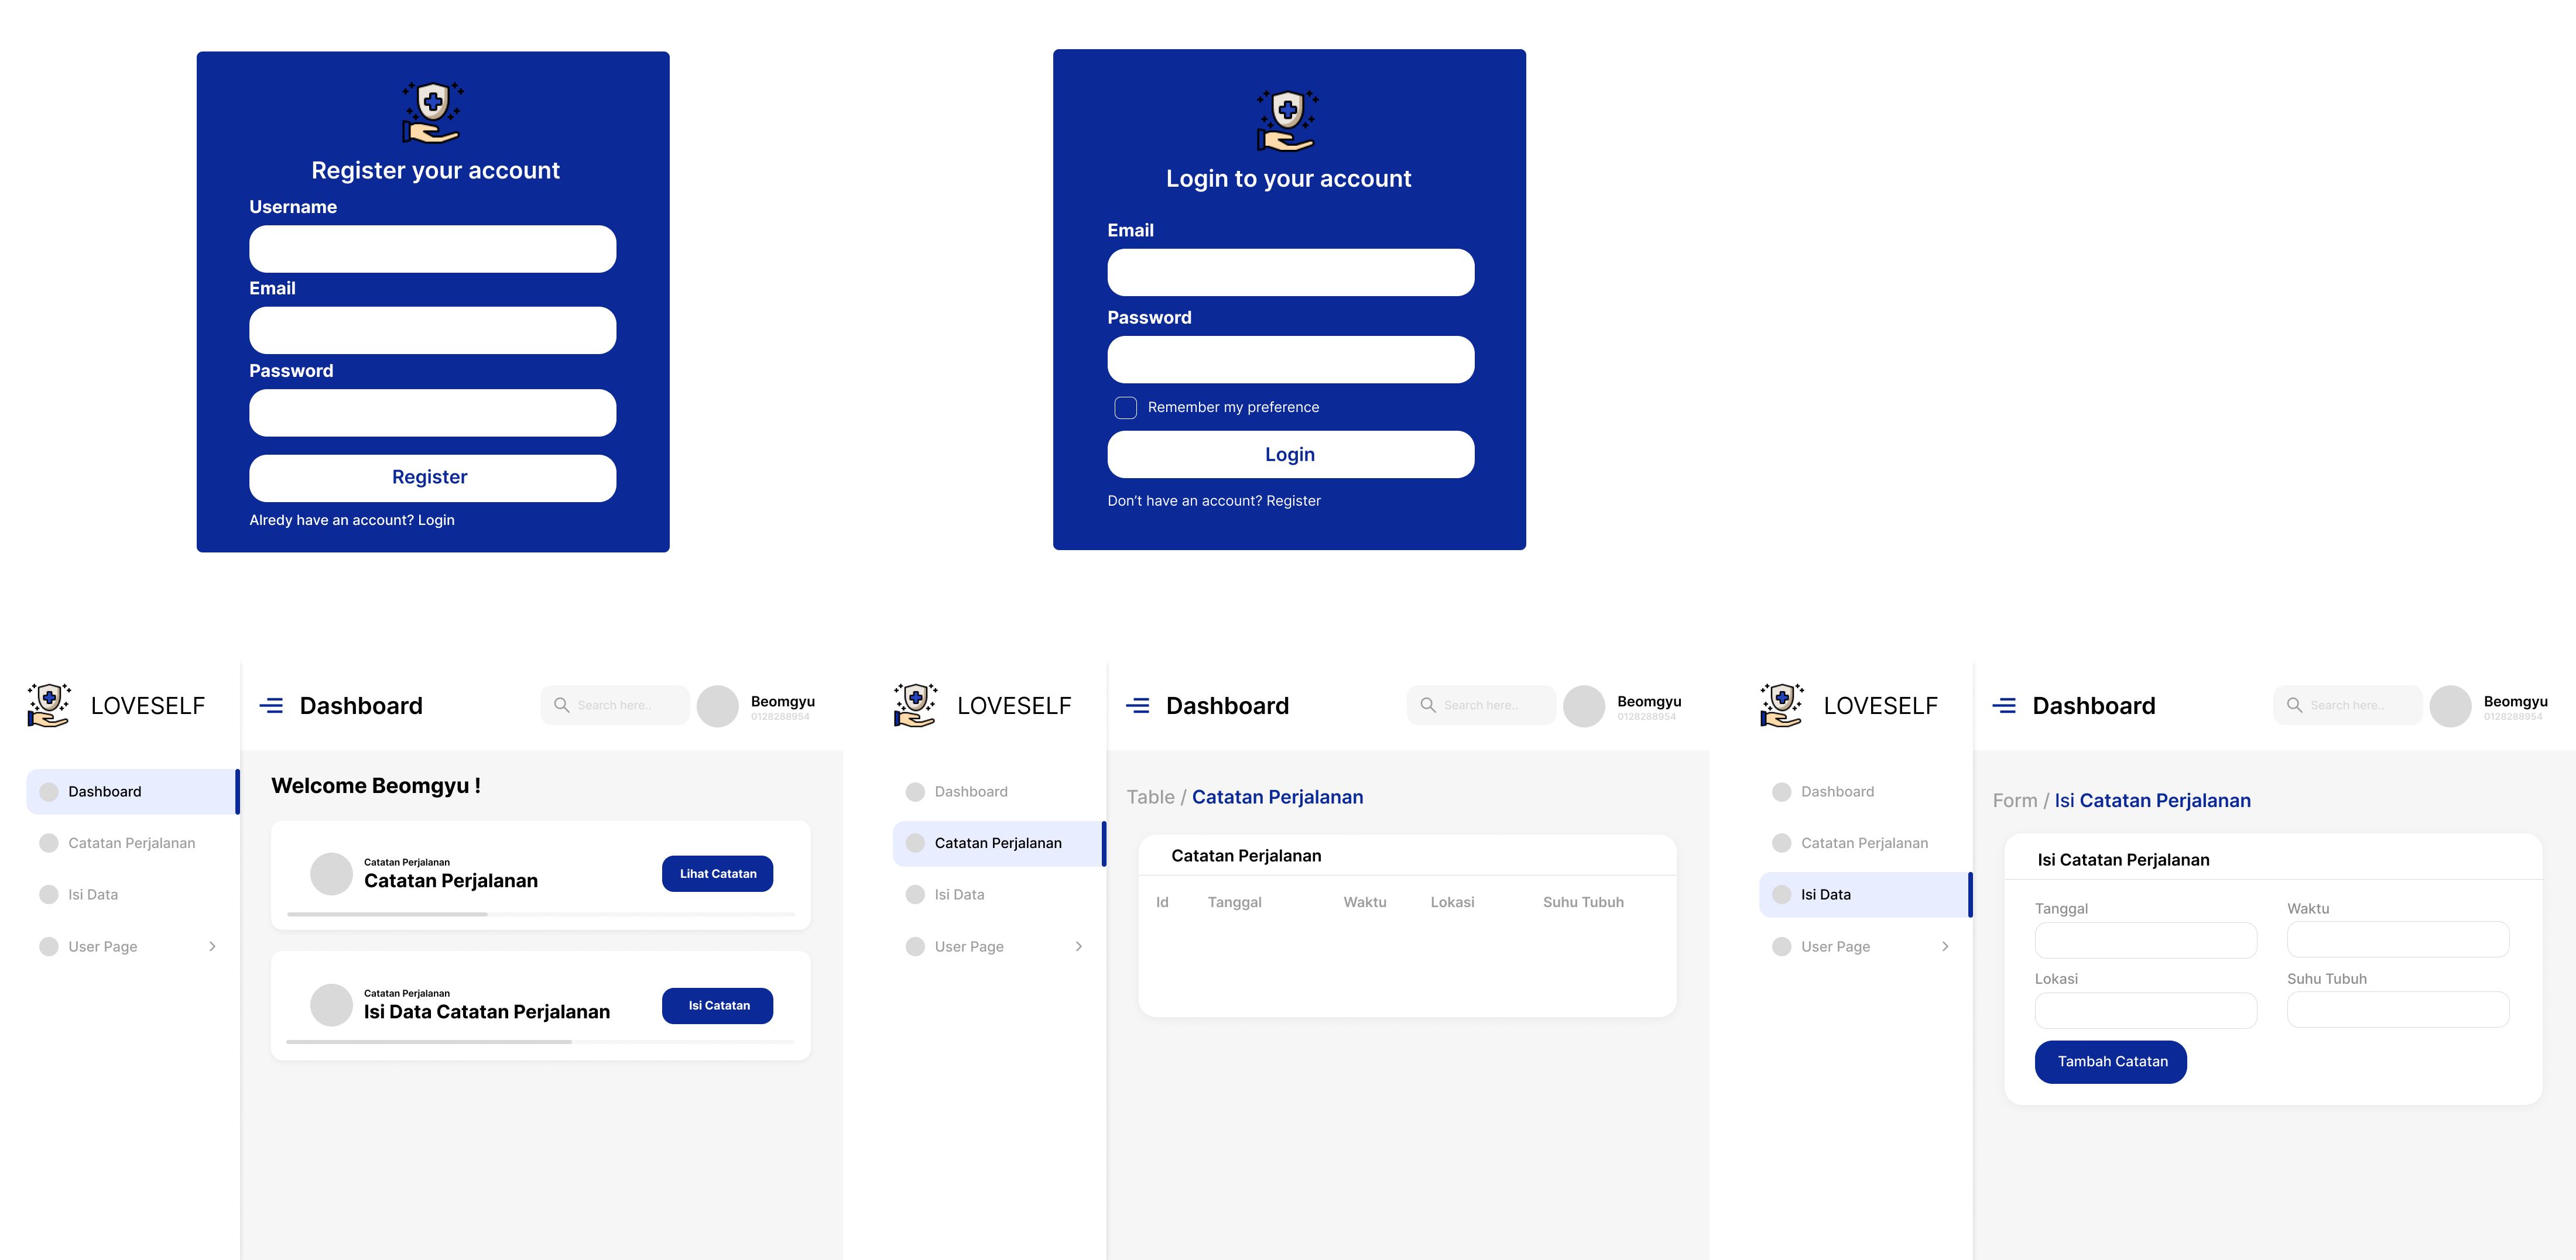 Register your account
Username
Email
Password
Register
Alredy have an account? Login
Login to your account
Email
Password
Remember my preference
Login
Don't have an account? Register
LOVESELF
Dashboard
Search here..
Beomgyu
0128288954
Dashboard
Catatan Perjalanan
Isi Data
User Page
Welcome Beomgyu !
Catatan Perjalanan
Catatan Perjalanan
Lihat Catatan
Catatan Perjalanan
Isi Data Catatan Perjalanan
Isi Catatan
LOVESELF
Dashboard
Search here..
Beomgyu
0128288954
Dashboard
Catatan Perjalanan
Isi Data
User Page
Table / Catatan Perjalanan
Catatan Perjalanan
Id Tanggal Waktu Lokasi Suhu Tubuh
LOVESELF
Dashboard
Search here..
Beomgyu
0128288954
Dashboard
Catatan Perjalanan
Isi Data
User Page
Form / Isi Catatan Perjalanan
Isi Catatan Perjalanan
Tanggal
Waktu
Lokasi
Suhu Tubuh
Tambah Catatan